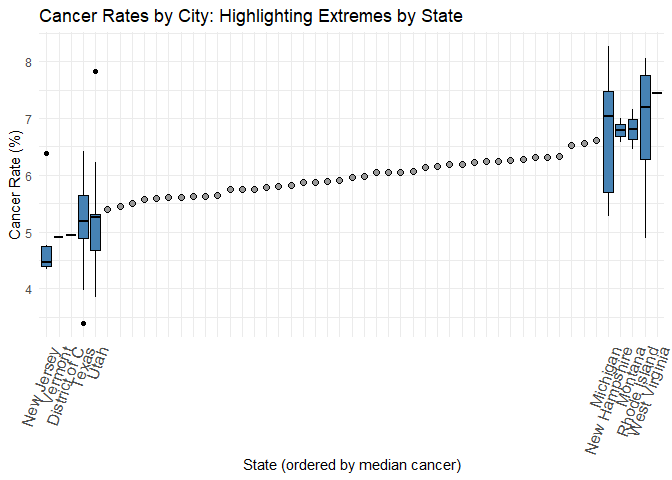 Cancer Rates by City: Highlighting Extremes by State
8
7
6
5
4
Cancer Rate (%)
New Jersey
Vermont
District of C
Texas
Utah
Michigan
New Hampshire
Montana
Rhode Island
West Virginia
State (ordered by median cancer)